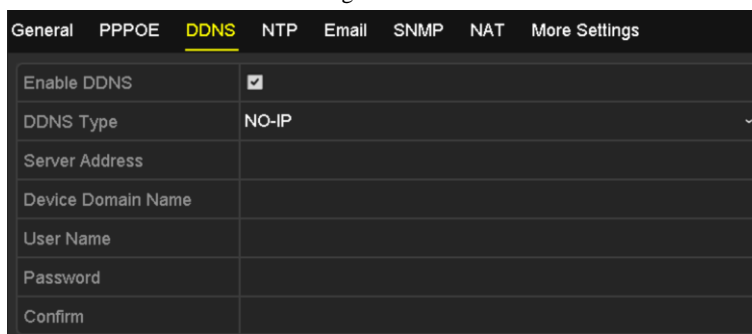 General PPPOE DDNS NTP Email SNMP NAT More Settings
Enable DDNS
DDNS Type NO-IP
Server Address
Device Domain Name
User Name
Password
Confirm